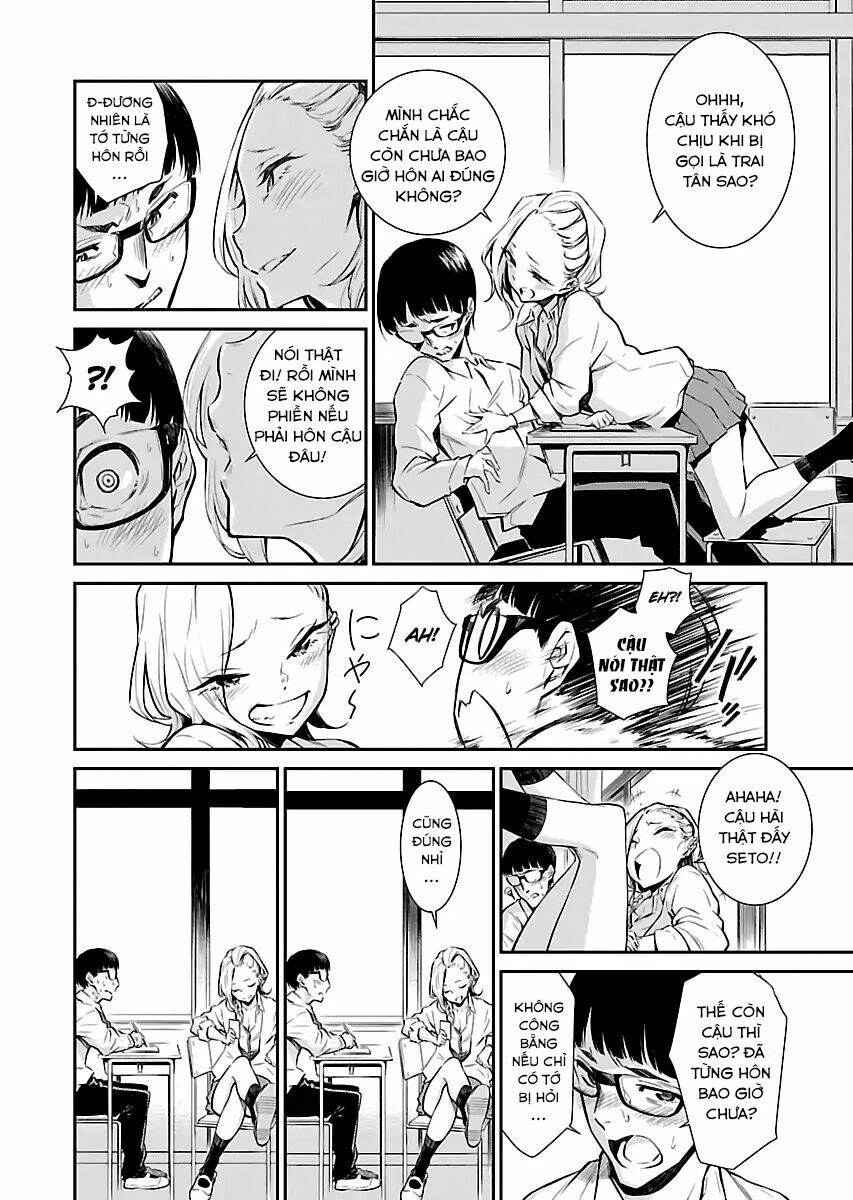 OHHH,
CẬU THẤY KHÓ
CHỊU KHI BỊ
GỌI LÀ TRAI
TÂN SAO?
MÌNH CHẮC
CHẮN LÀ CẬU
CÒN CHƯA BAO
GIỜ HÔN AI ĐÚNG
KHÔNG?
Đ-ĐƯƠNG
NHIÊN LÀ
TỚ TỪNG
HÔN RỒI
...
NÓI THẬT
ĐI! RỒI MÌNH
SẼ KHÔNG
PHIỀN NẾU
PHẢI HÔN CẬU
ĐÂU!
?!
EH?!
CẬU
NÓI THẬT
SAO??
AH!
にや〜
AHAHA!
CẬU HÀI
THẬT ĐẤY
SETO!!
THẾ CÒN
CẬU THÌ
SAO? ĐÃ
TỪNG HÔN
BAO GIỜ
CHƯA?
KHÔNG
CÔNG
BẰNG
NẾU CHỈ
CÓ TỚ
BỊ HỎI
...
CŨNG
ĐÚNG
NHỈ
...